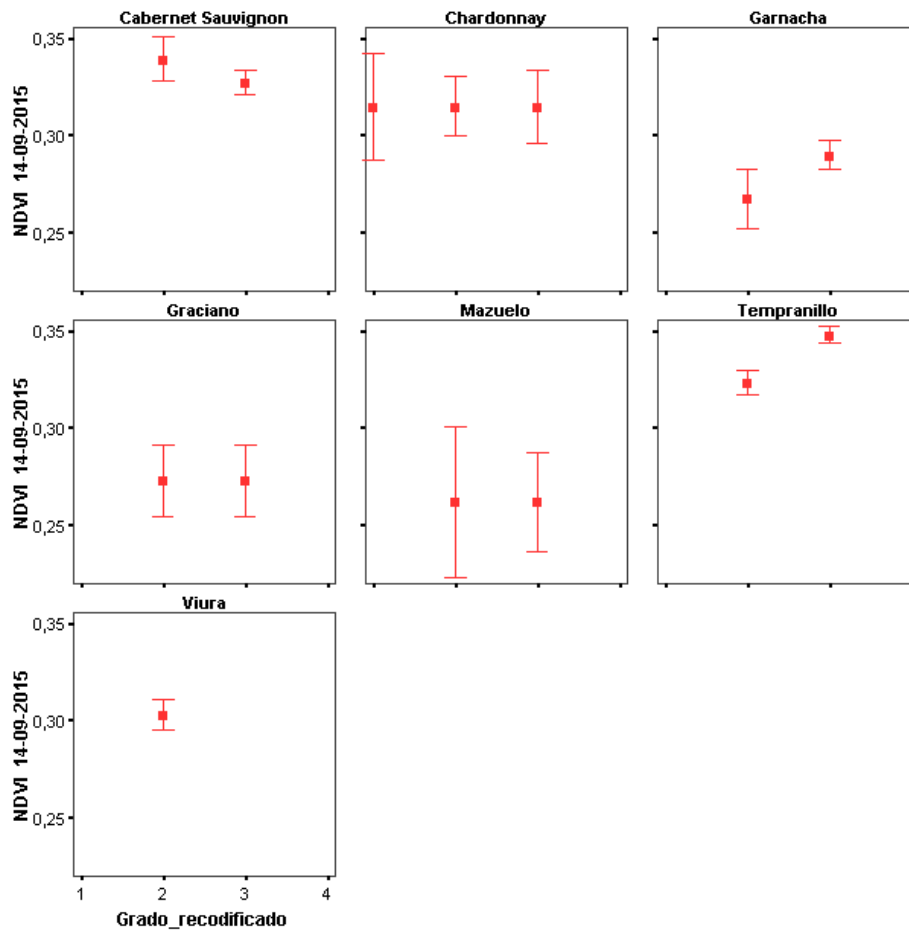 Cabernet Sauvignon
Chardonnay
Garnacha
NDVI 14-09-2015
0,35
0,30
0,25
Graciano
Mazuelo
Tempranillo
NDVI 14-09-2015
0,35
0,30
0,25
Viura
NDVI 14-09-2015
0,35
0,30
0,25
1 2 3 4
Grado_recodificado